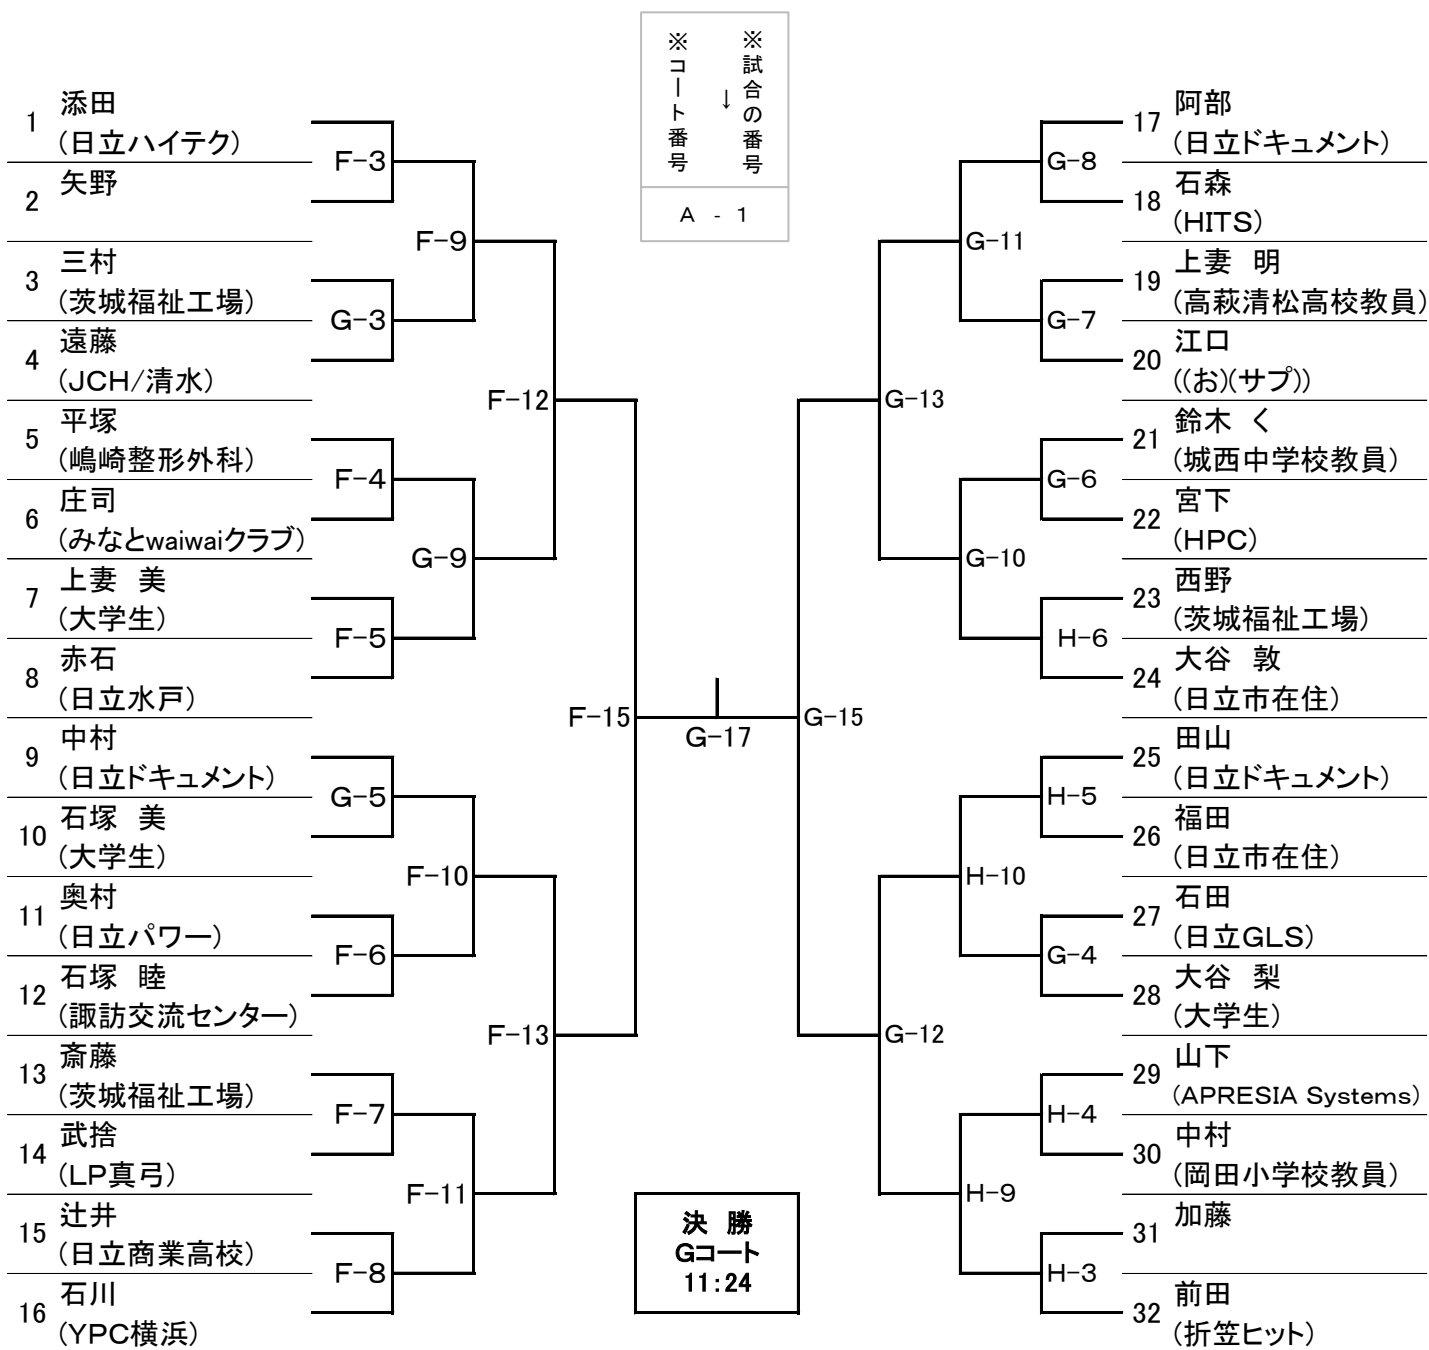 ※コート番号
※試合の番号
↓
A - 1
1 添田
(日立ハイテク)
2 矢野
3 三村
(茨城福祉工場)
4 遠藤
(JCH/清水)
5 平塚
(嶋崎整形外科)
6 庄司
(みなとwaiwaiクラブ)
7 上妻　美
(大学生)
8 赤石
(日立水戸)
9 中村
(日立ドキュメント)
10 石塚　美
(大学生)
11 奥村
(日立パワー)
12 石塚　睦
(諏訪交流センター)
13 斎藤
(茨城福祉工場)
14 武捨
(LP真弓)
15 辻井
(日立商業高校)
16 石川
(YPC横浜)
F-3
G-3
F-4
F-5
G-5
F-6
F-7
F-8
F-9
G-9
F-10
F-11
F-12
F-13
F-15
G-17
決　勝
Gコート
11:24
G-15
G-13
G-12
G-11
G-10
H-10
H-9
G-8
G-7
G-6
H-6
H-5
G-4
H-4
H-3
17 阿部
(日立ドキュメント)
18 石森
(HITS)
19 上妻　明
(高萩清松高校教員)
20 江口
((お)(サプ))
21 鈴木　く
(城西中学校教員)
22 宮下
(HPC)
23 西野
(茨城福祉工場)
24 大谷　敦
(日立市在住)
25 田山
(日立ドキュメント)
26 福田
(日立市在住)
27 石田
(日立GLS)
28 大谷　梨
(大学生)
29 山下
(APRESIA Systems)
30 中村
(岡田小学校教員)
31 加藤
32 前田
(折笠ヒット)